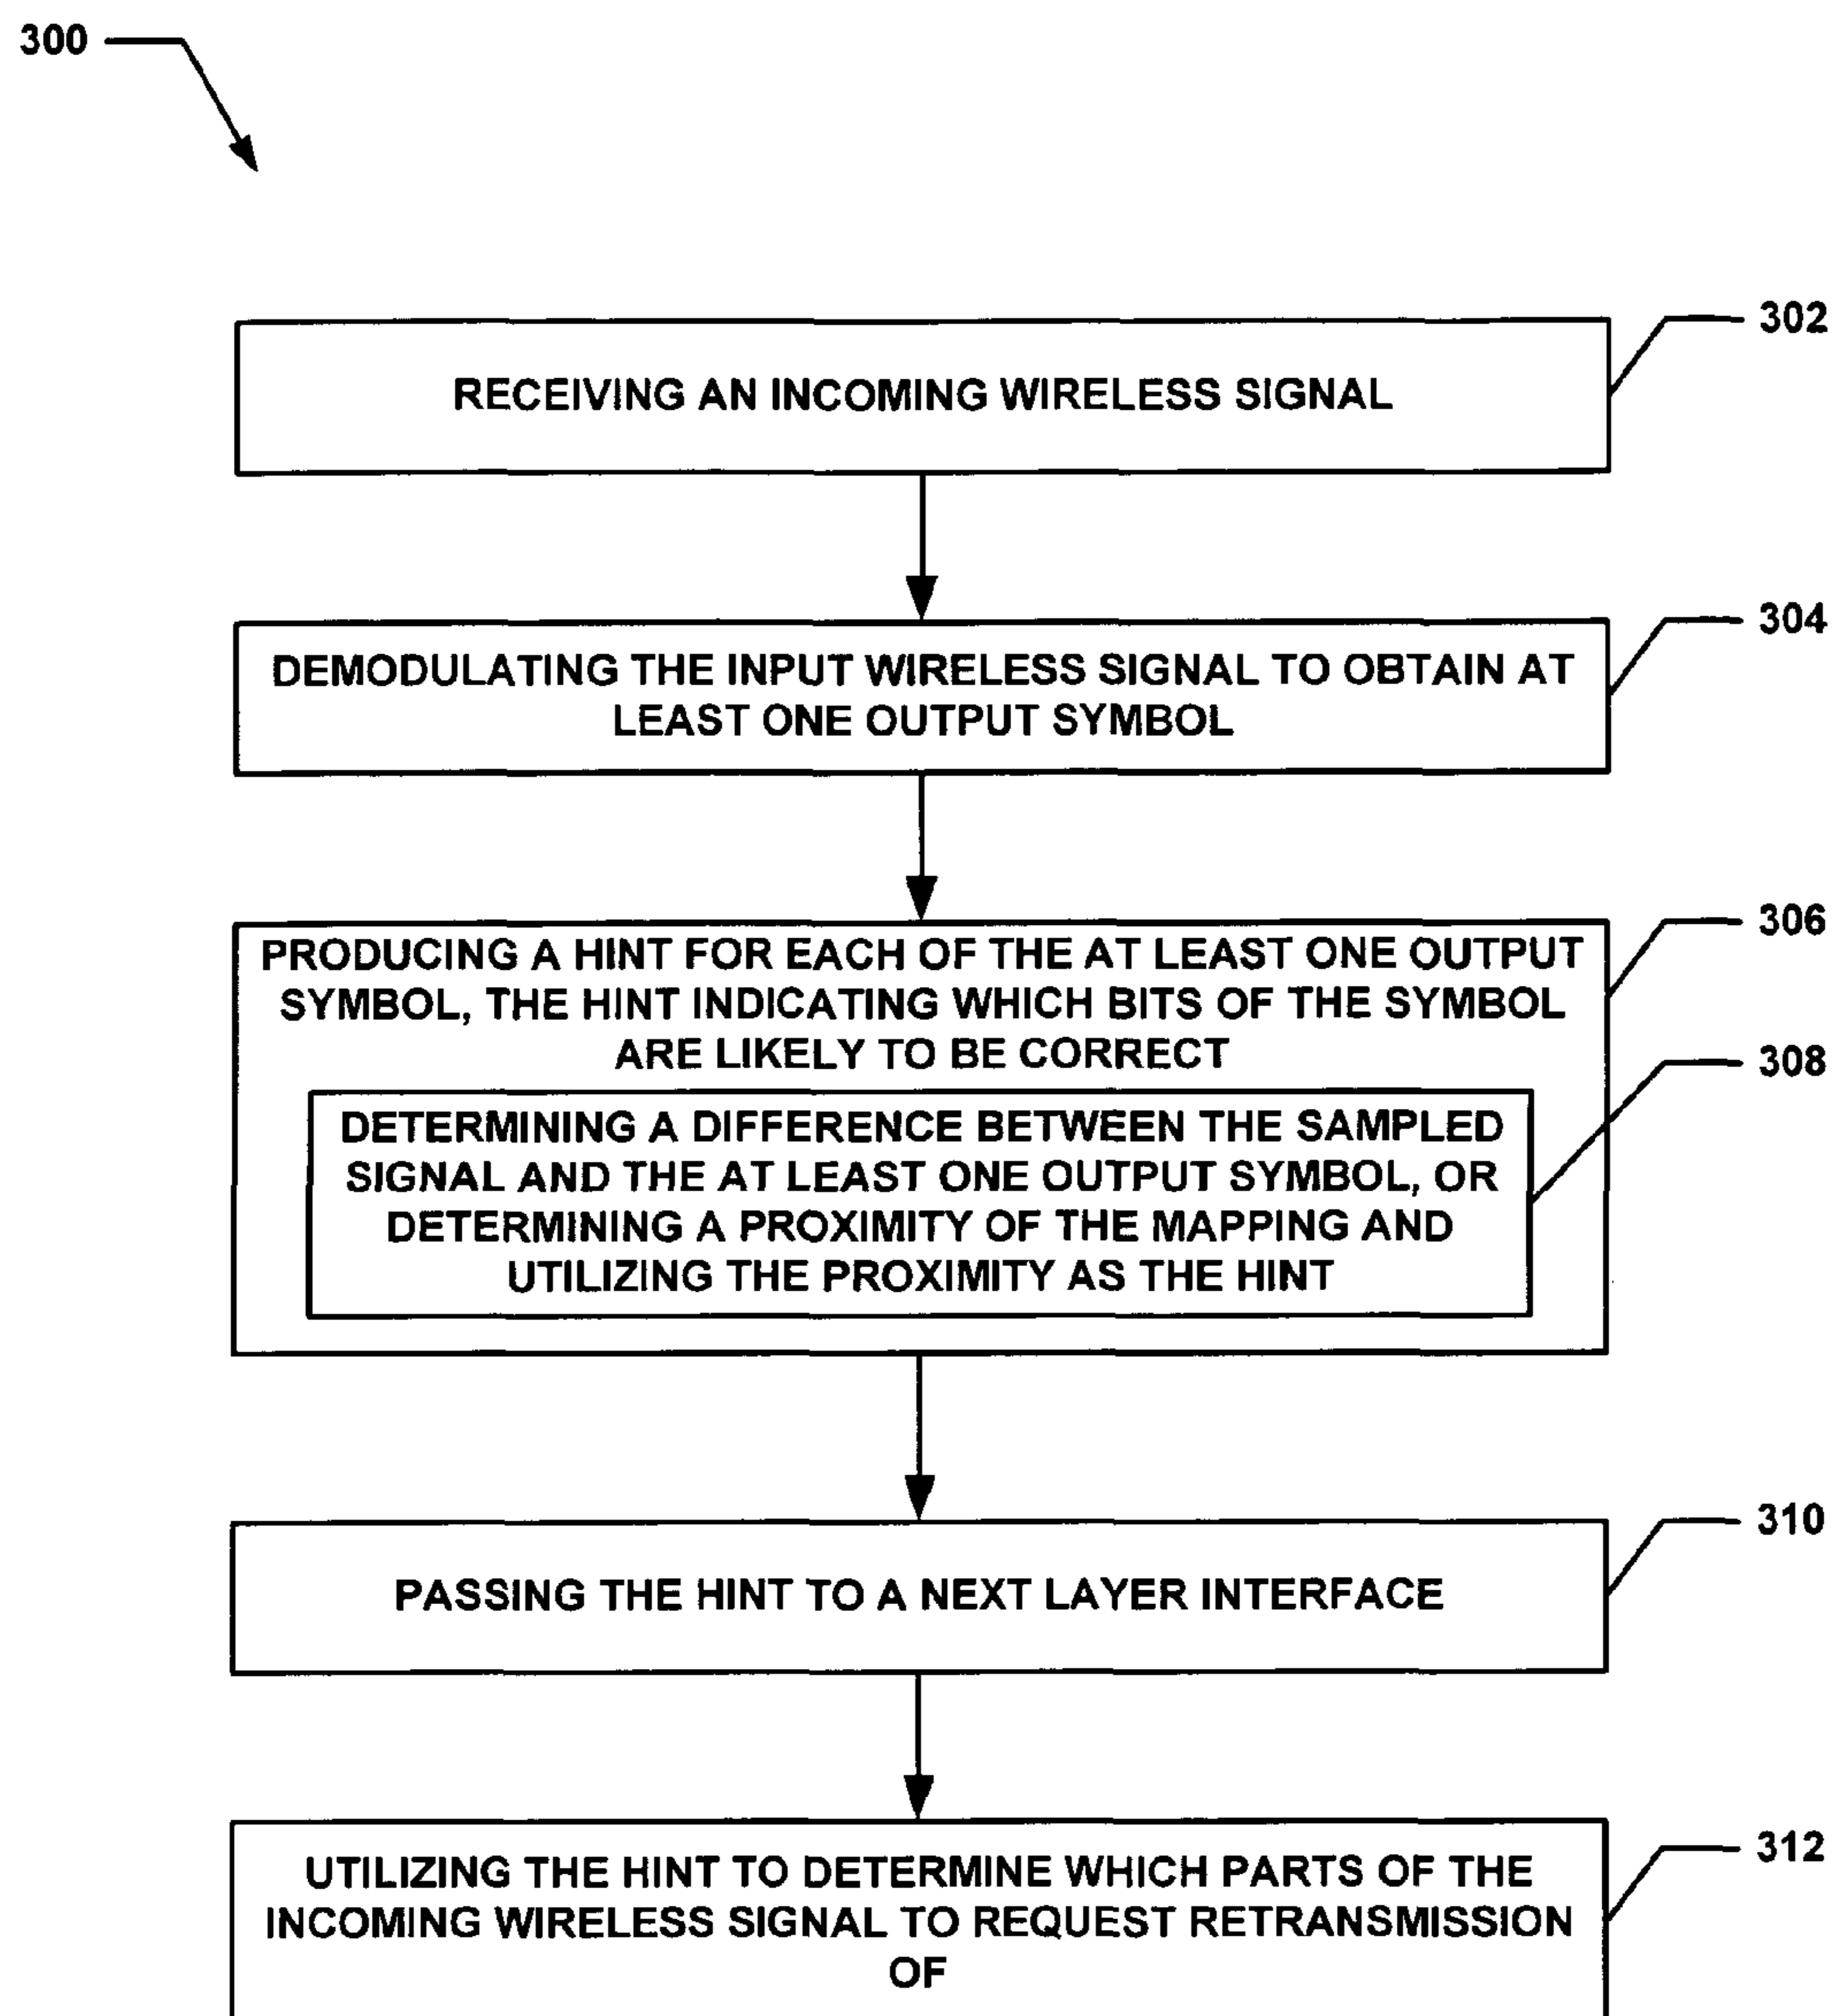 300
302
RECEIVING AN INCOMING WIRELESS SIGNAL
304
DEMODULATING THE INPUT WIRELESS SIGNAL TO OBTAIN AT
LEAST ONE OUTPUT SYMBOL
306
PRODUCING A HINT FOR EACH OF THE AT LEAST ONE OUTPUT
SYMBOL, THE HINT INDICATING WHICH BITS OF THE SYMBOL
ARE LIKELY TO BE CORRECT
308
DETERMINING A DIFFERENCE BETWEEN THE SAMPLED
SIGNAL AND THE AT LEAST ONE OUTPUT SYMBOL, OR
DETERMINING A PROXIMITY OF THE MAPPING AND
UTILIZING THE PROXIMITY AS THE HINT
310
PASSING THE HINT TO A NEXT LAYER INTERFACE
312
UTILIZING THE HINT TO DETERMINE WHICH PARTS OF THE
INCOMING WIRELESS SIGNAL TO REQUEST RETRANSMISSION
OF